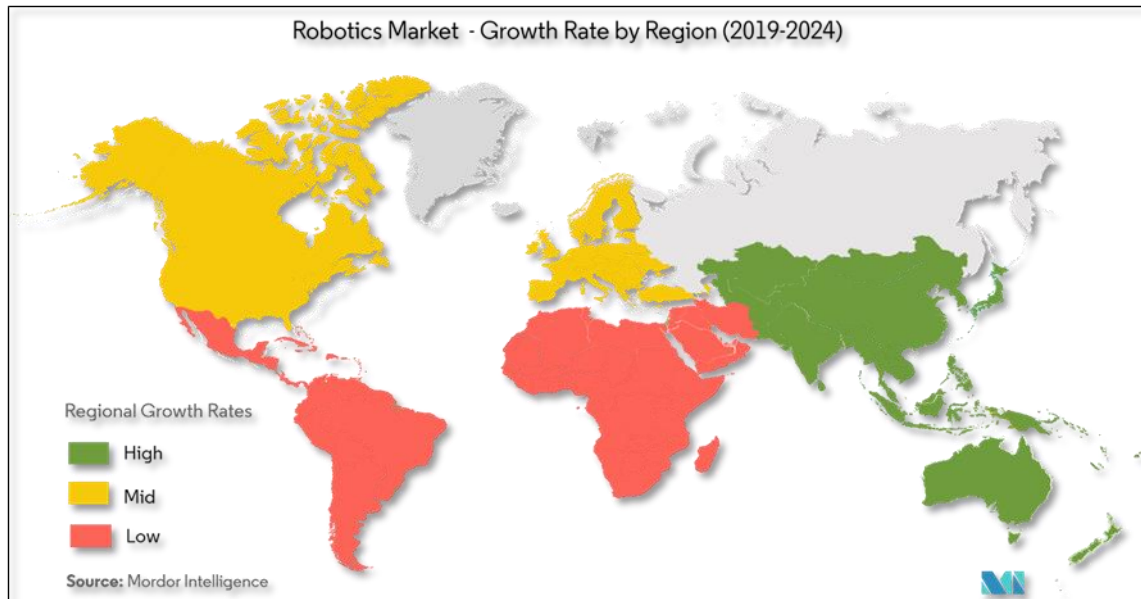 Robotics Market - Growth Rate by Region (2019-2024)
Regional Growth Rates
High
Mid
Low
Source: Mordor Intelligence